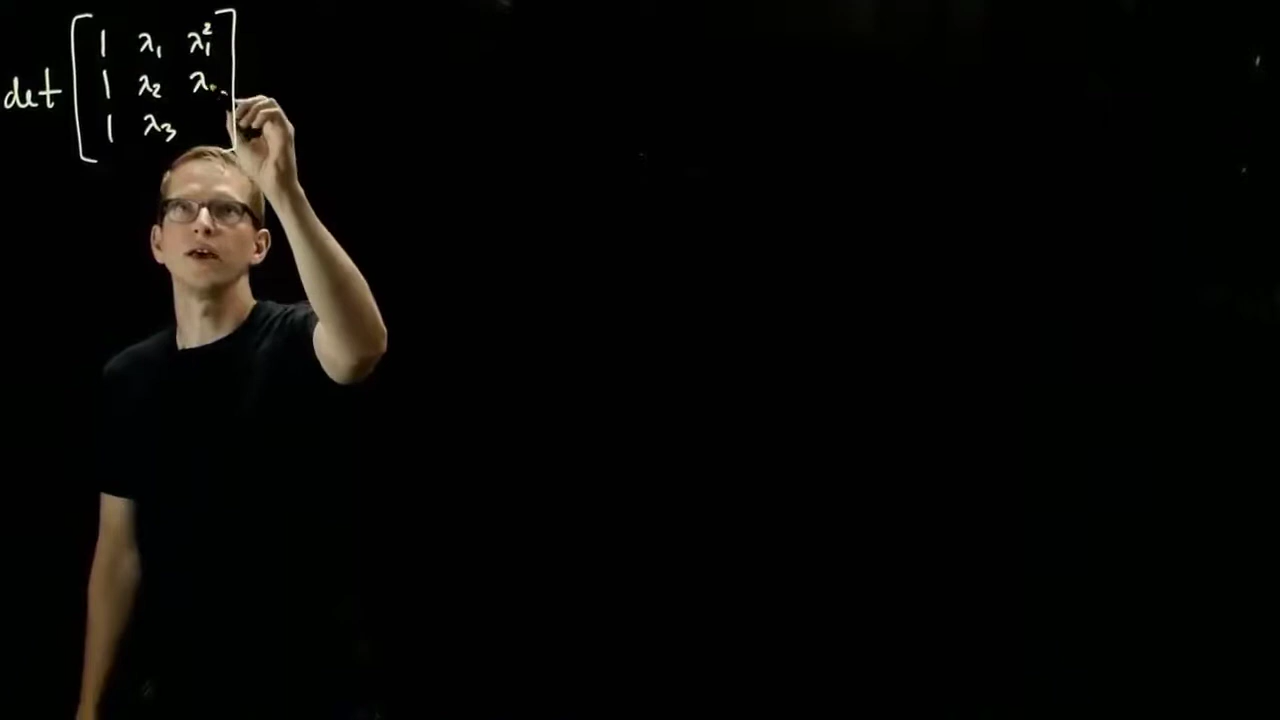 det [ 1 λ₁ λ₁²
1 λ₂ λ
1 λ₃ ]